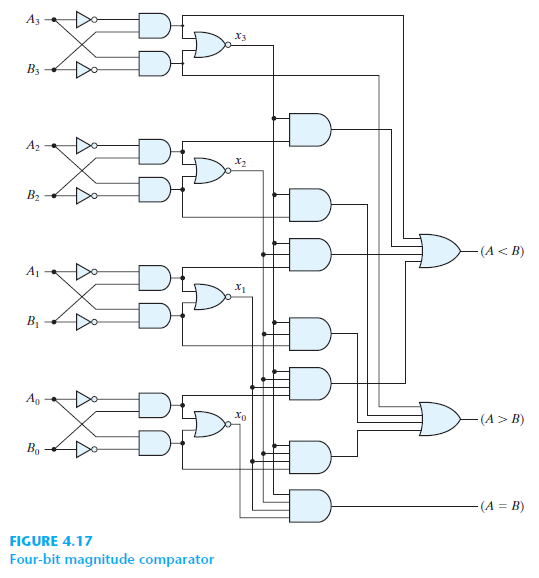 A3
x3
B3
A2
x2
B2
(A < B)
A1
x1
B1
A0
x0
(A > B)
B0
(A = B)
FIGURE 4.17
Four-bit magnitude comparator